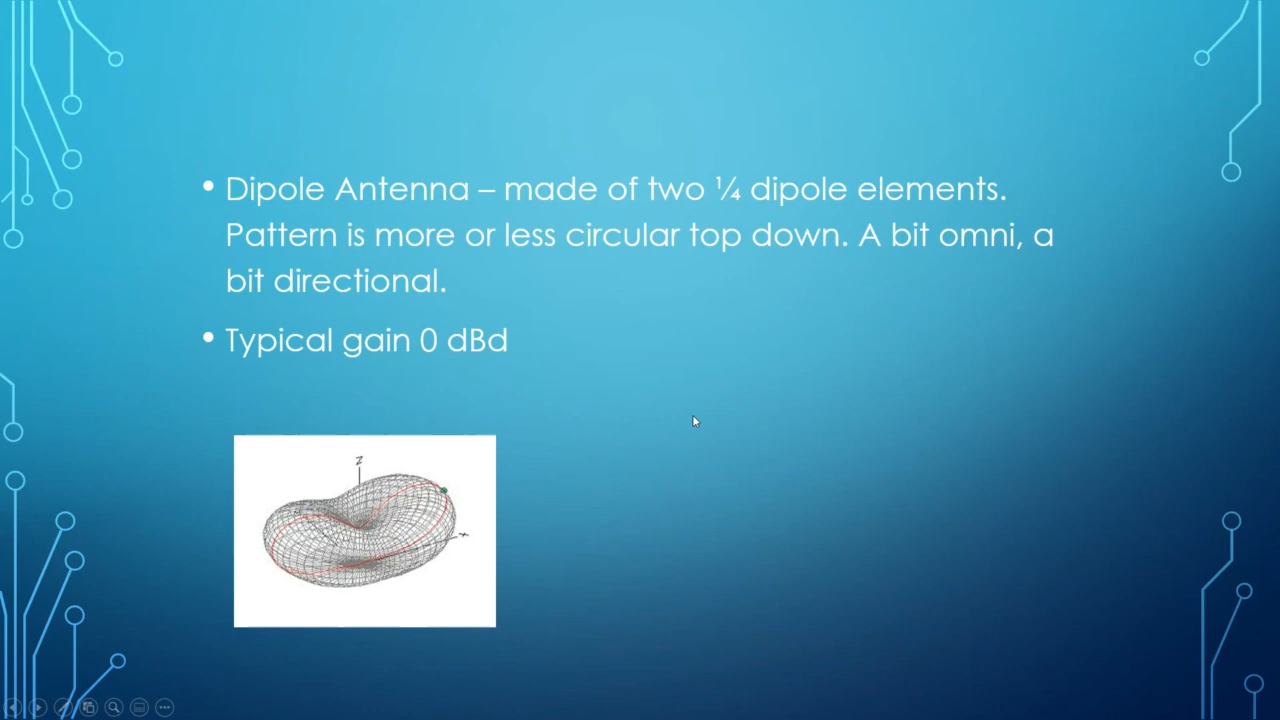 • Dipole Antenna – made of two ¼ dipole elements.
Pattern is more or less circular top down. A bit omni, a
bit directional.
• Typical gain 0 dBd
Z